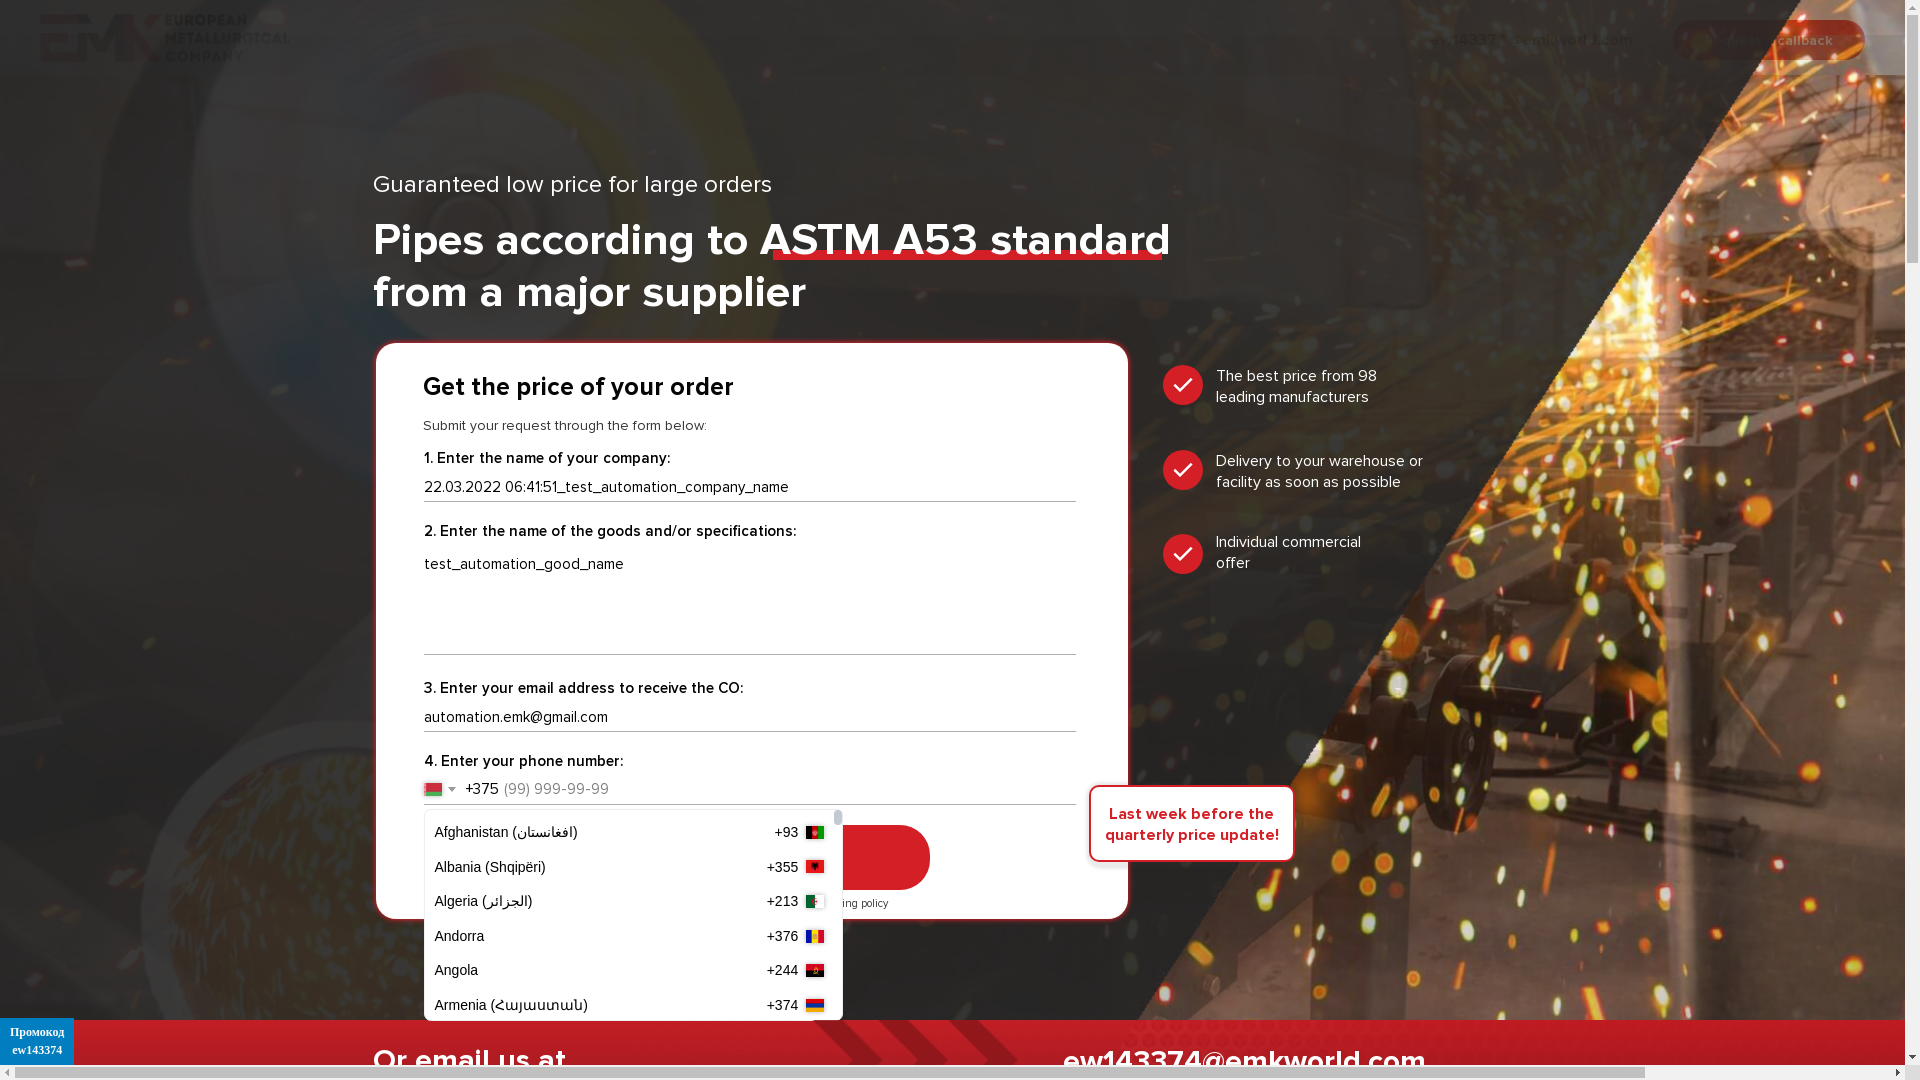 EMK EUROPEAN
METALLURGICAL
COMPANY
callback
Guaranteed low price for large orders
Pipes according to ASTM A53 standard
from a major supplier
Get the price of your order
Submit your request through the form below:
1. Enter the name of your company:
22.03.2022 06:41:51_test_automation_company_name
2. Enter the name of the goods and/or specifications:
test_automation_good_name
3. Enter your email address to receive the CO:
automation.emk@gmail.com
4. Enter your phone number:
+375 (99) 999-99-99
Afghanistan (‫افغانستان‬‎) +93
Albania (Shqipëri) +355
Algeria (‫الجزائر‬‎) +213
Andorra +376
Angola +244
Armenia (Հայաստան) +374
policy
The best price from 98
leading manufacturers
Delivery to your warehouse or
facility as soon as possible
Individual commercial
offer
Last week before the
quarterly price update!
Промокод
ew143374
Or email us at
ew143374@emkworld.com